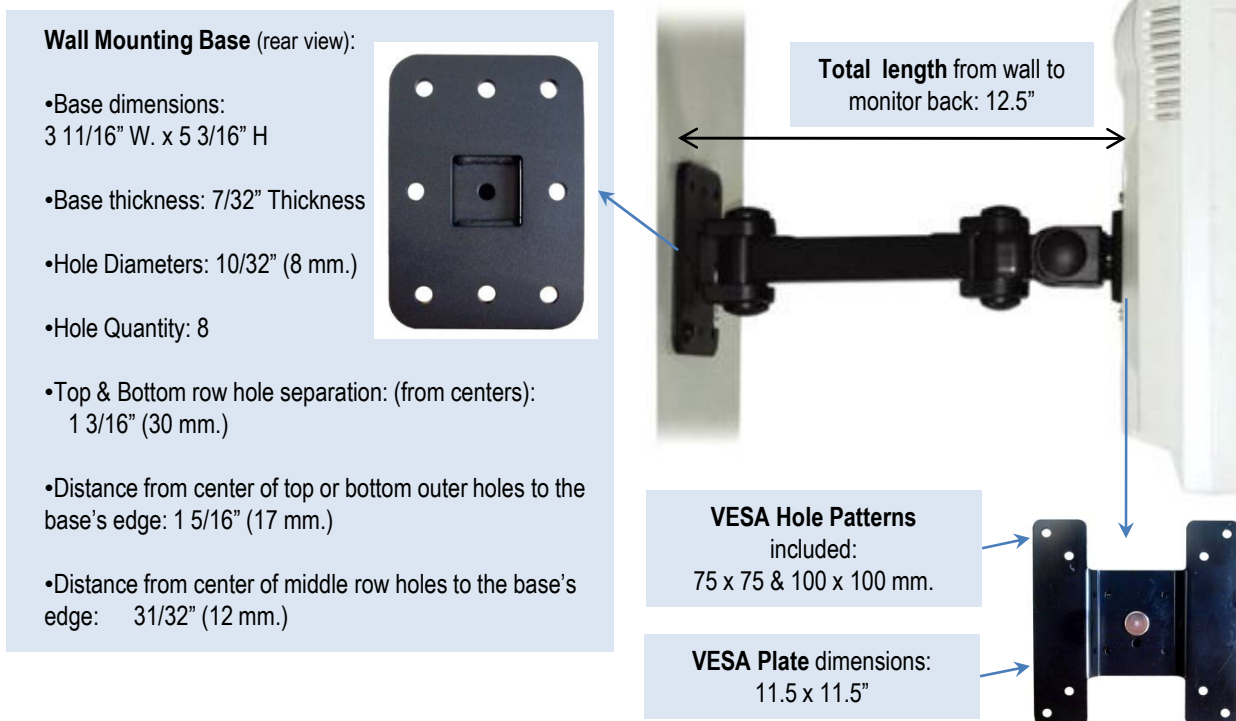 Wall Mounting Base (rear view):
•Base dimensions:
3 11/16” W. x 5 3/16” H
•Base thickness: 7/32” Thickness
•Hole Diameters: 10/32” (8 mm.)
•Hole Quantity: 8
•Top & Bottom row hole separation: (from centers):
1 3/16” (30 mm.)
•Distance from center of top or bottom outer holes to the
base’s edge: 1 5/16” (17 mm.)
•Distance from center of middle row holes to the base’s
edge: 31/32” (12 mm.)
Total length from wall to
monitor back: 12.5”
VESA Hole Patterns
included:
75 x 75 & 100 x 100 mm.
VESA Plate dimensions:
11.5 x 11.5”